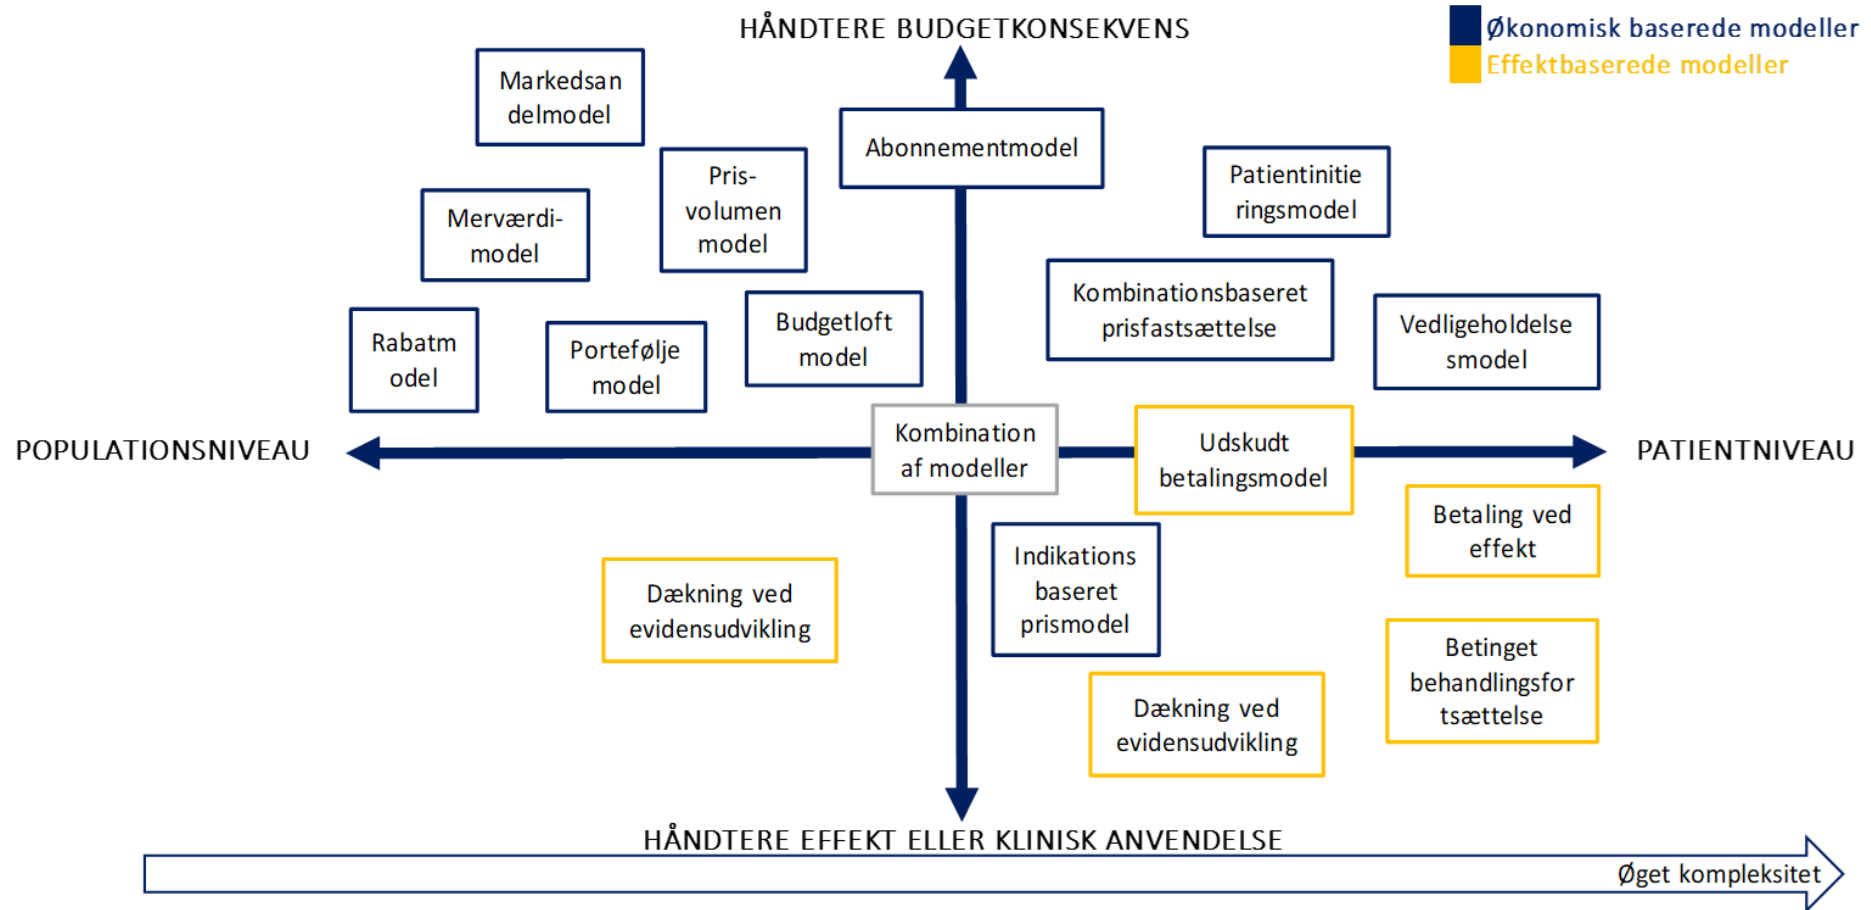 HÅNDTERE BUDGETKONSEKVENS
Økonomisk baserede modeller
Effektbaserede modeller
Markedsan
delmodel
Abonnementmodel
Pris-
volumen
model
Patientinitie
ringsmodel
Merværdi-
model
Kombinationsbaseret
prisfastsættelse
Budgetloft
model
Vedligeholdelse
smodel
Rabatm
odel
Portefølje
model
POPULATIONSNIVEAU
Kombination
af modeller
Udskudt
betalingsmodel
PATIENTNIVEAU
Betaling ved
effekt
Indikations
baseret
prismodel
Dækning ved
evidensudvikling
Betinget
behandlingsfor
tsættelse
Dækning ved
evidensudvikling
HÅNDTERE EFFEKT ELLER KLINISK ANVENDELSE
Øget kompleksitet